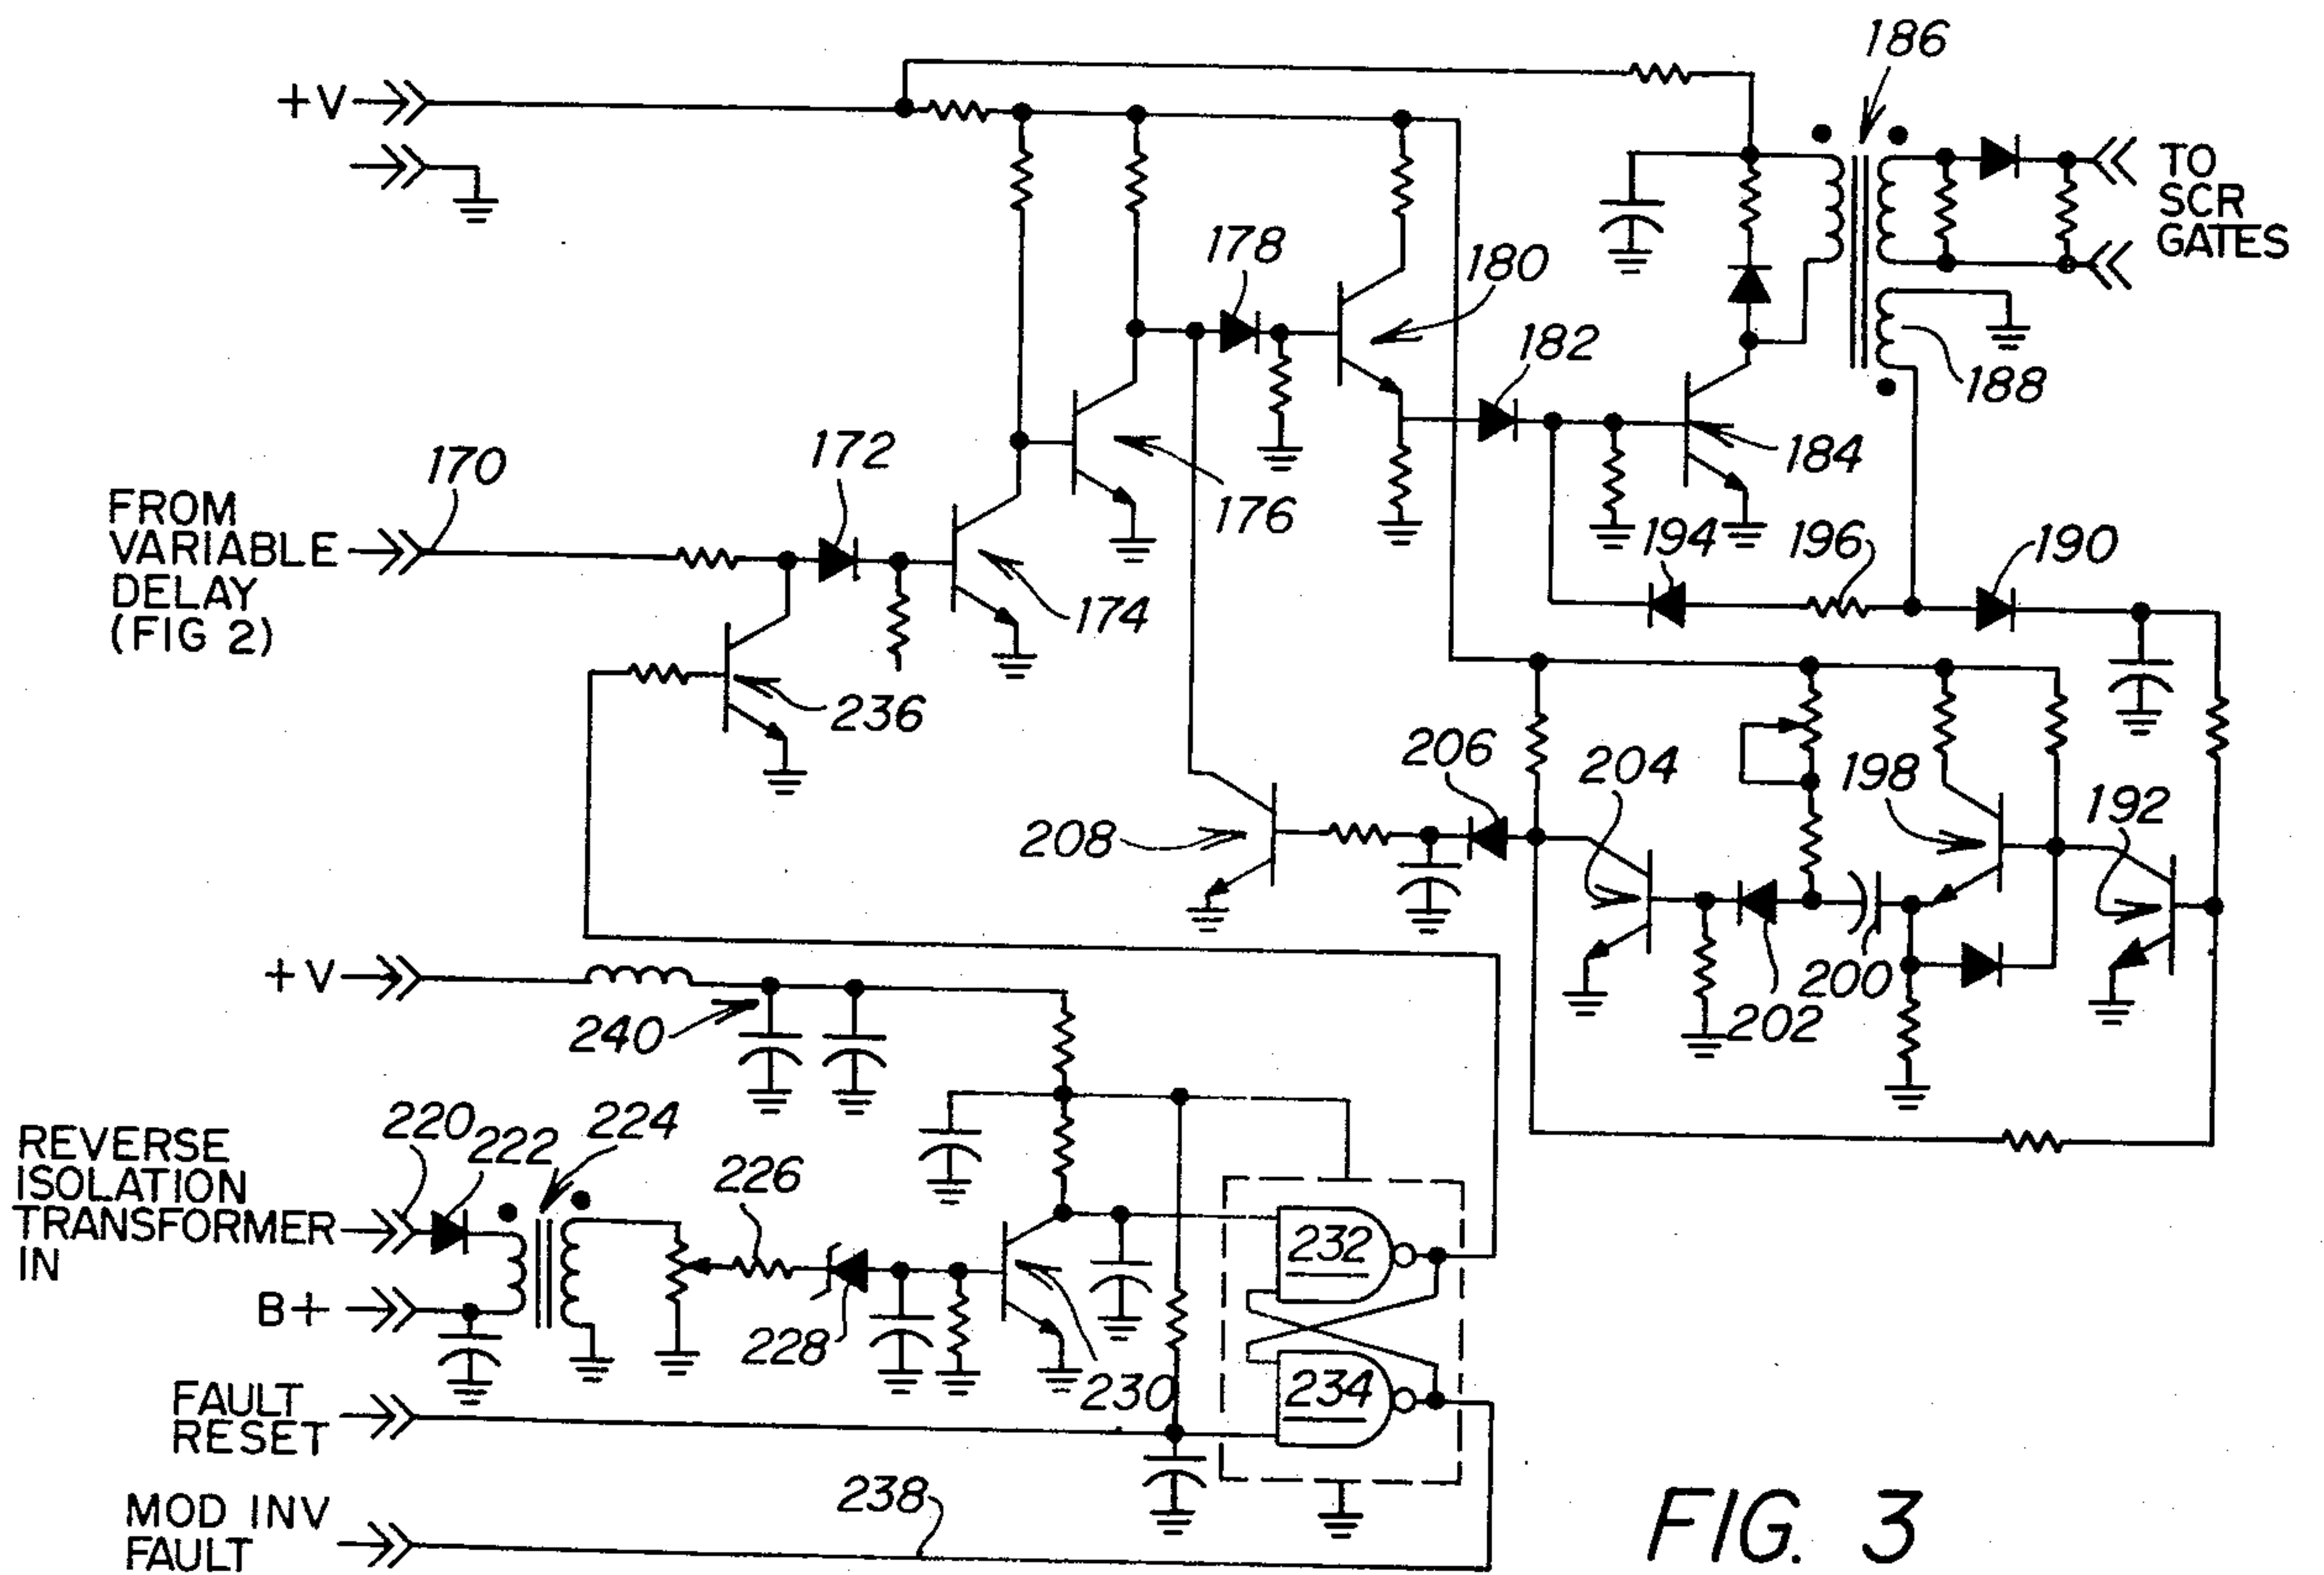 186
+V
TO
SCR
GATES
178
180
182
188
172
184
170
176
FROM
VARIABLE
DELAY
(FIG 2)
194
196
190
174
236
206
204
198
192
208
+V
240
202
200
220
222
224
REVERSE
ISOLATION
TRANSFORMER
IN
226
232
B+
228
230
234
FAULT
RESET
238
MOD INV
FAULT
FIG. 3